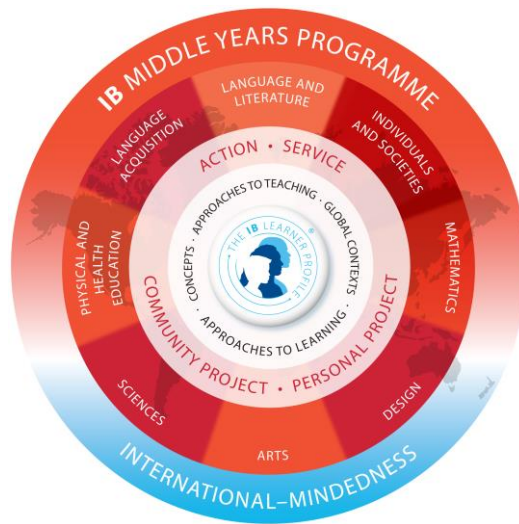 IB MIDDLE YEARS PROGRAMME
LANGUAGE AND
LITERATURE
INDIVIDUALS
AND SOCIETIES
MATHEMATICS
DESIGN
ARTS
SCIENCES
PHYSICAL AND
HEALTH
EDUCATION
LANGUAGE
ACQUISITION
ACTION • SERVICE
PERSONAL PROJECT
COMMUNITY PROJECT •
APPROACHES TO TEACHING ·
GLOBAL CONTEXTS ·
APPROACHES TO LEARNING ·
CONCEPTS ·
THE IB LEARNER PROFILE
®
INTERNATIONAL–MINDEDNESS